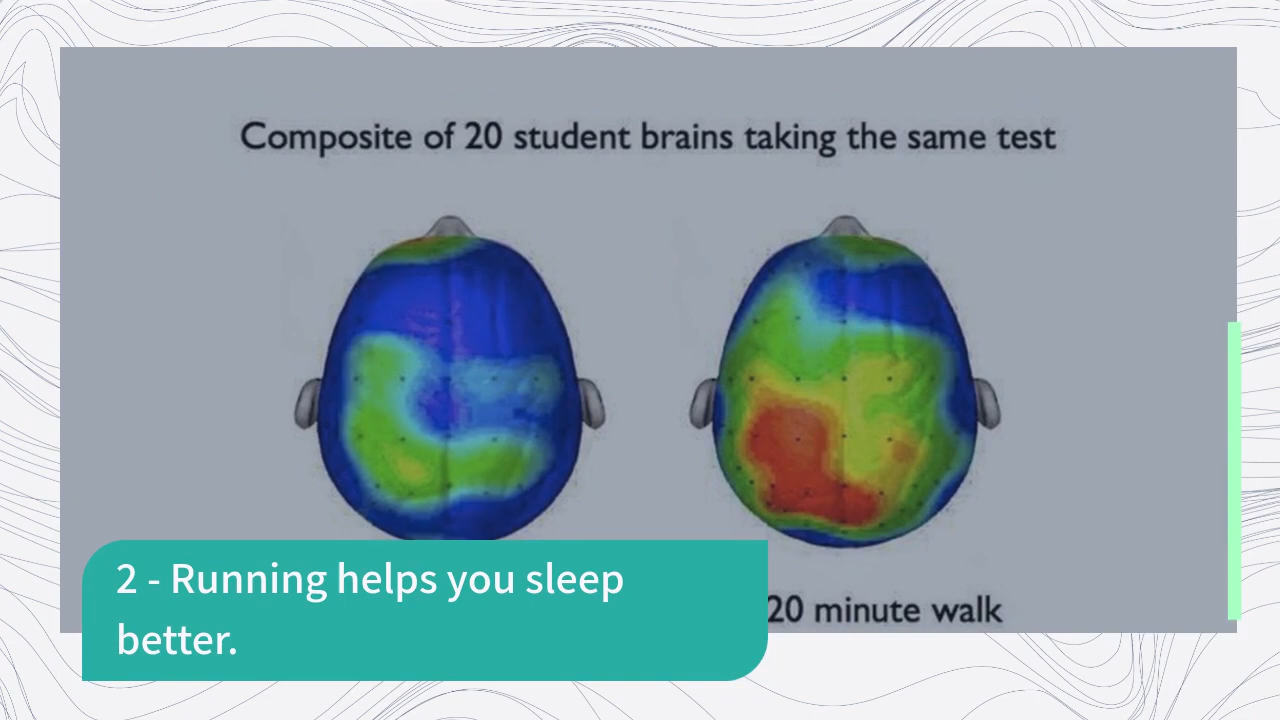 Composite of 20 student brains taking the same test
20 minute walk
2 - Running helps you sleep
better.